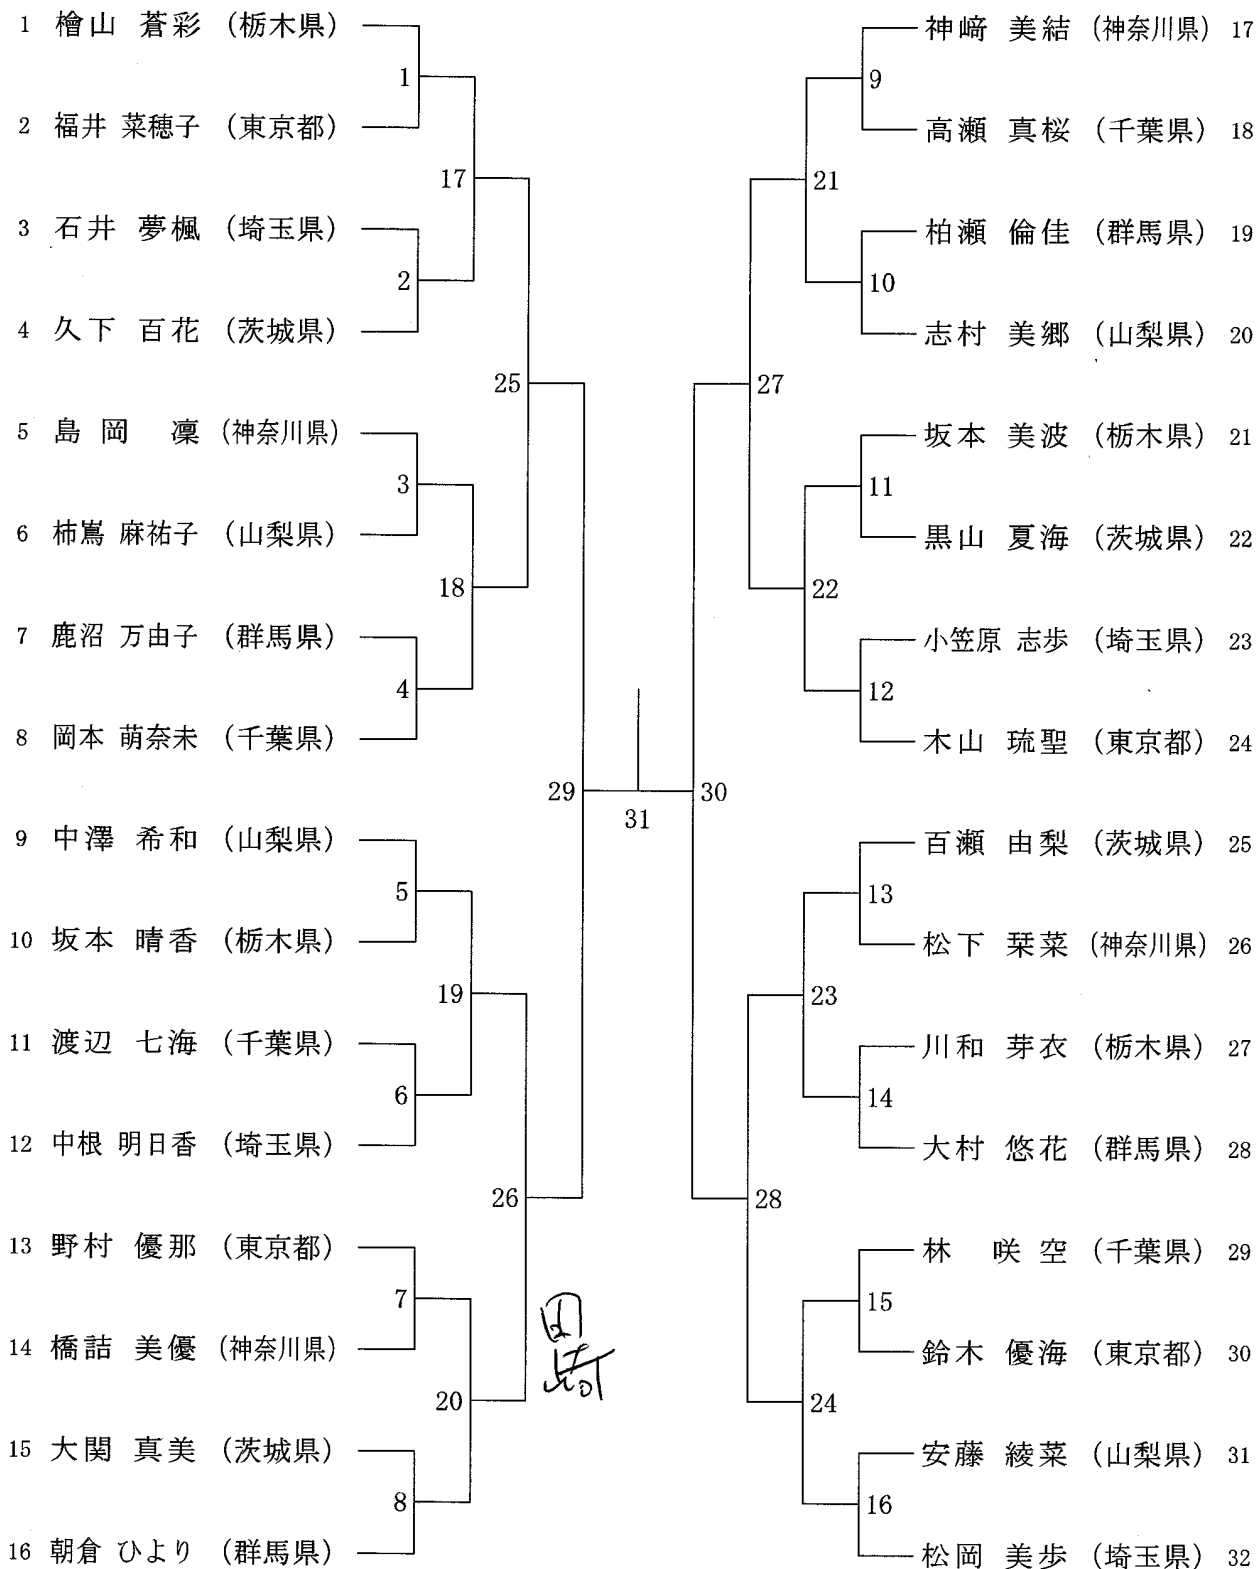 1 檜山 蒼彩 (栃木県)
2 福井 菜穂子 (東京都)
3 石井 夢楓 (埼玉県)
4 久下 百花 (茨城県)
5 島岡 凜 (神奈川県)
6 柿嶌 麻祐子 (山梨県)
7 鹿沼 万由子 (群馬県)
8 岡本 萌奈未 (千葉県)
9 中澤 希和 (山梨県)
10 坂本 晴香 (栃木県)
11 渡辺 七海 (千葉県)
12 中根 明日香 (埼玉県)
13 野村 優那 (東京都)
14 橋詰 美優 (神奈川県)
15 大関 真美 (茨城県)
16 朝倉 ひより (群馬県)
1
2
3
4
5
6
7
8
17
18
19
20
25
26
29
31
30
27
28
21
22
23
24
9
10
11
12
13
14
15
16
神﨑 美結 (神奈川県) 17
高瀬 真桜 (千葉県) 18
柏瀬 倫佳 (群馬県) 19
志村 美郷 (山梨県) 20
坂本 美波 (栃木県) 21
黒山 夏海 (茨城県) 22
小笠原 志歩 (埼玉県) 23
木山 琉聖 (東京都) 24
百瀬 由梨 (茨城県) 25
松下 栞菜 (神奈川県) 26
川和 芽衣 (栃木県) 27
大村 悠花 (群馬県) 28
林 咲空 (千葉県) 29
鈴木 優海 (東京都) 30
安藤 綾菜 (山梨県) 31
松岡 美歩 (埼玉県) 32